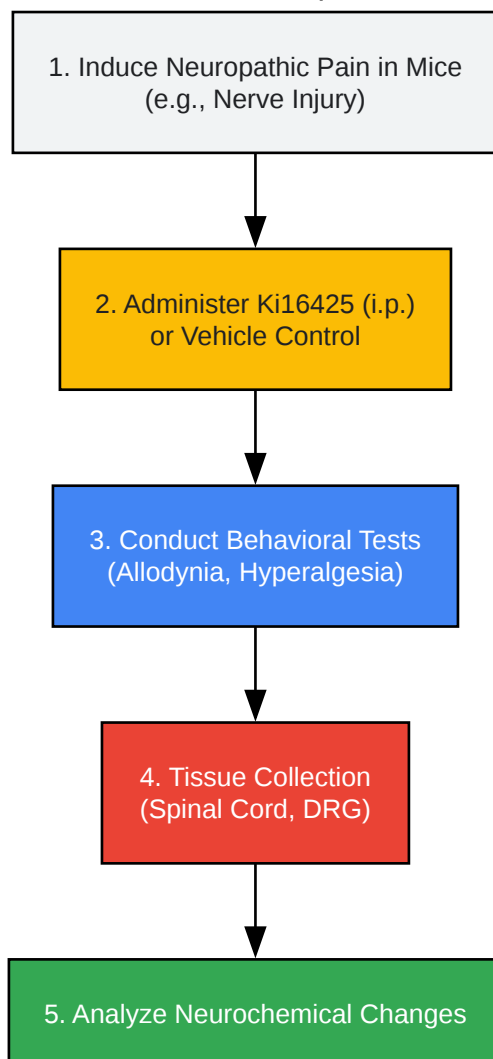 1. Induce Neuropathic Pain in Mice
(e.g., Nerve Injury)
2. Administer Ki16425 (i.p.)
or Vehicle Control
3. Conduct Behavioral Tests
(Allodynia, Hyperalgesia)
4. Tissue Collection
(Spinal Cord, DRG)
5. Analyze Neurochemical Changes